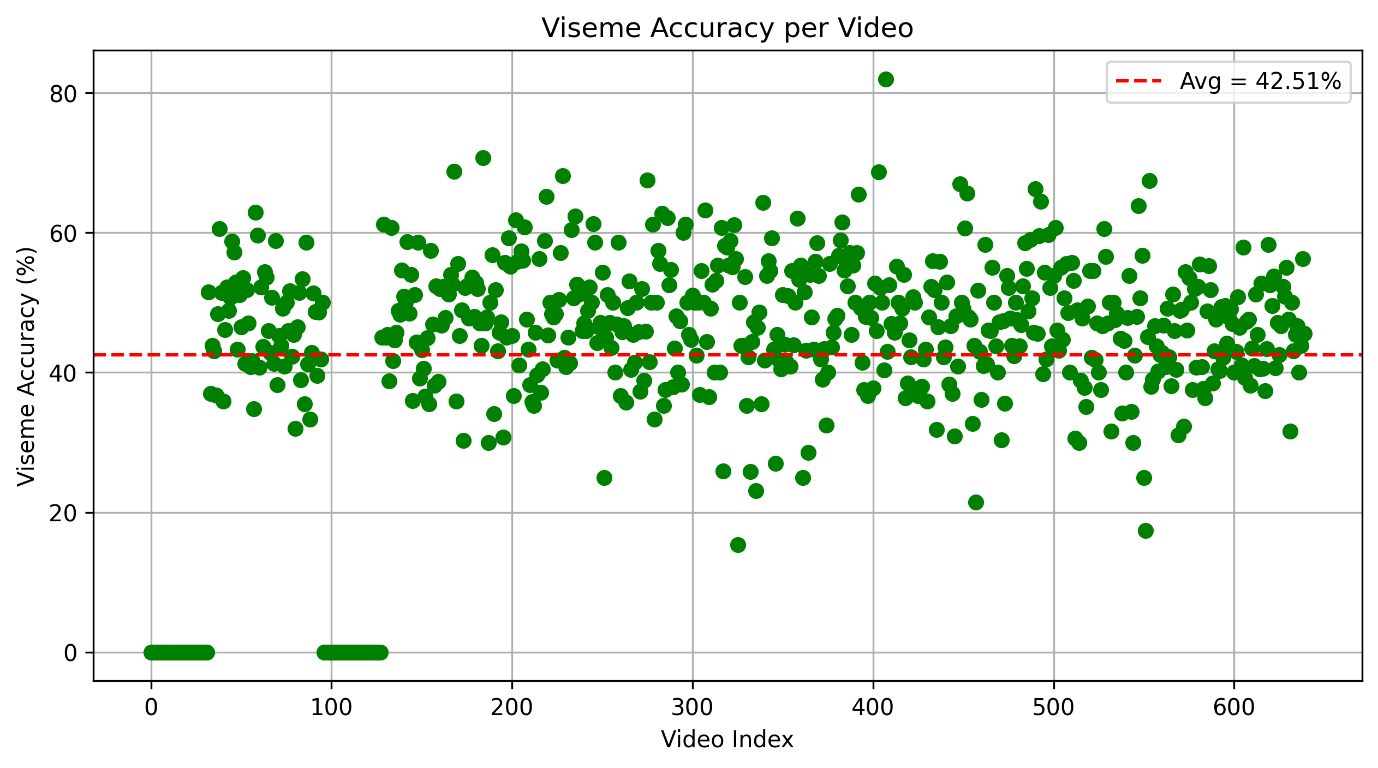 Viseme Accuracy per Video
Avg = 42.51%
Viseme Accuracy (%)
80
60
40
20
0
0 100 200 300 400 500 600
Video Index